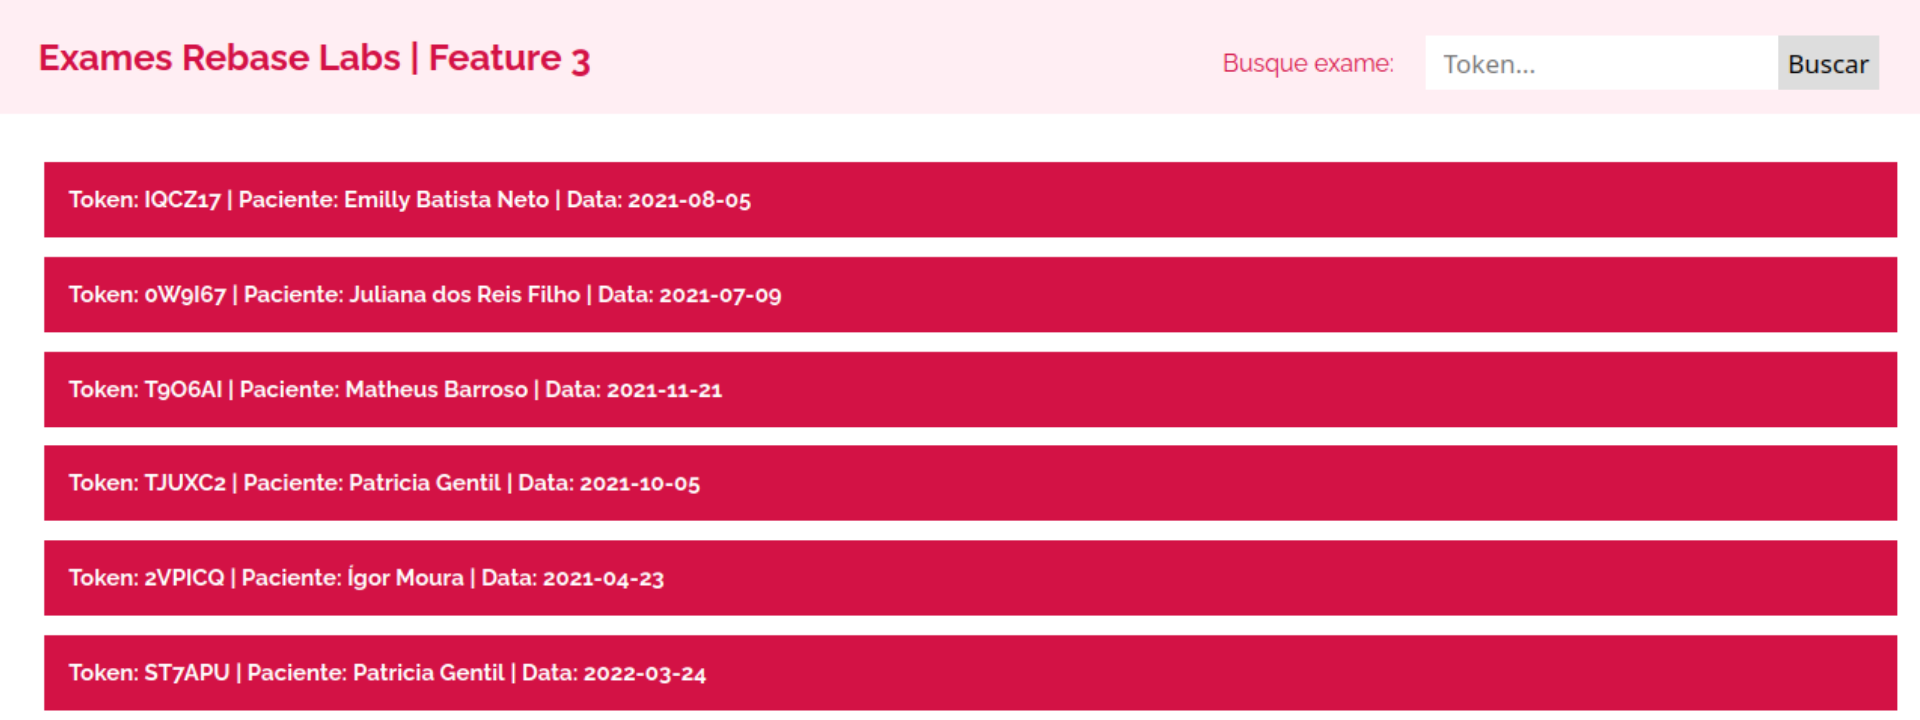 Exames Rebase Labs | Feature 3
Busque exame: Token... Buscar
Token: IQCZ17 | Paciente: Emilly Batista Neto | Data: 2021-08-05
Token: 0W9I67 | Paciente: Juliana dos Reis Filho | Data: 2021-07-09
Token: T9O6AI | Paciente: Matheus Barroso | Data: 2021-11-21
Token: TJUXC2 | Paciente: Patricia Gentil | Data: 2021-10-05
Token: 2VPICQ | Paciente: Ígor Moura | Data: 2021-04-23
Token: ST7APU | Paciente: Patricia Gentil | Data: 2022-03-24